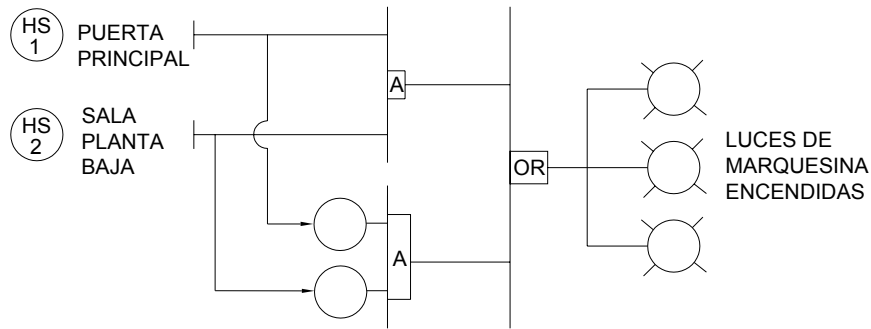 HS
1
PUERTA
PRINCIPAL
HS
2
SALA
PLANTA
BAJA
A
A
OR
LUCES DE
MARQUESINA
ENCENDIDAS